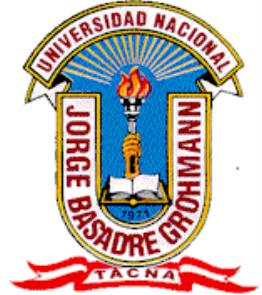 UNIVERSIDAD NACIONAL
JORGE BASADRE GROHMANN
1971
TACNA